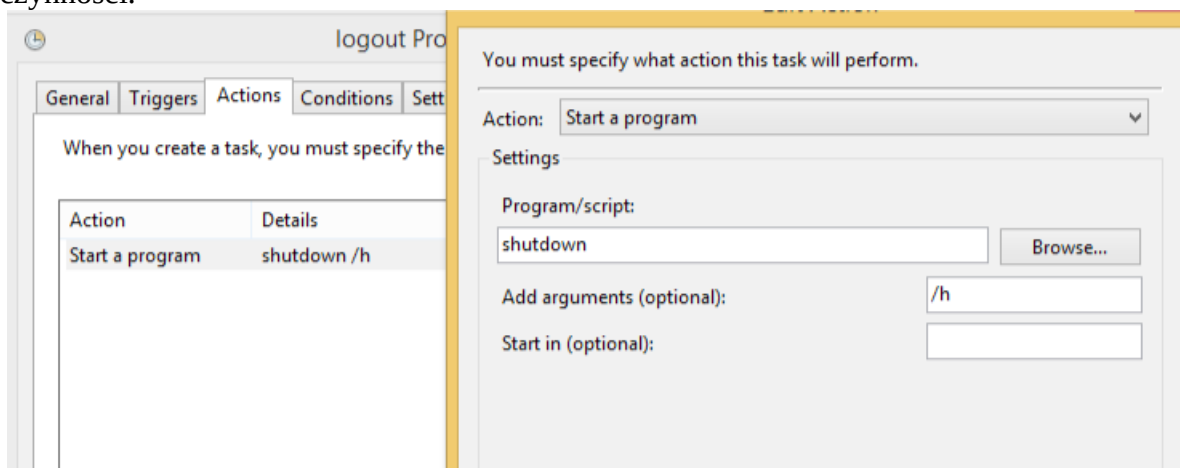 logout Pro
General Triggers Actions Conditions Sett
When you create a task, you must specify the
Action Details
Start a program shutdown /h
You must specify what action this task will perform.
Action: Start a program
Settings
Program/script:
shutdown Browse...
Add arguments (optional): /h
Start in (optional):